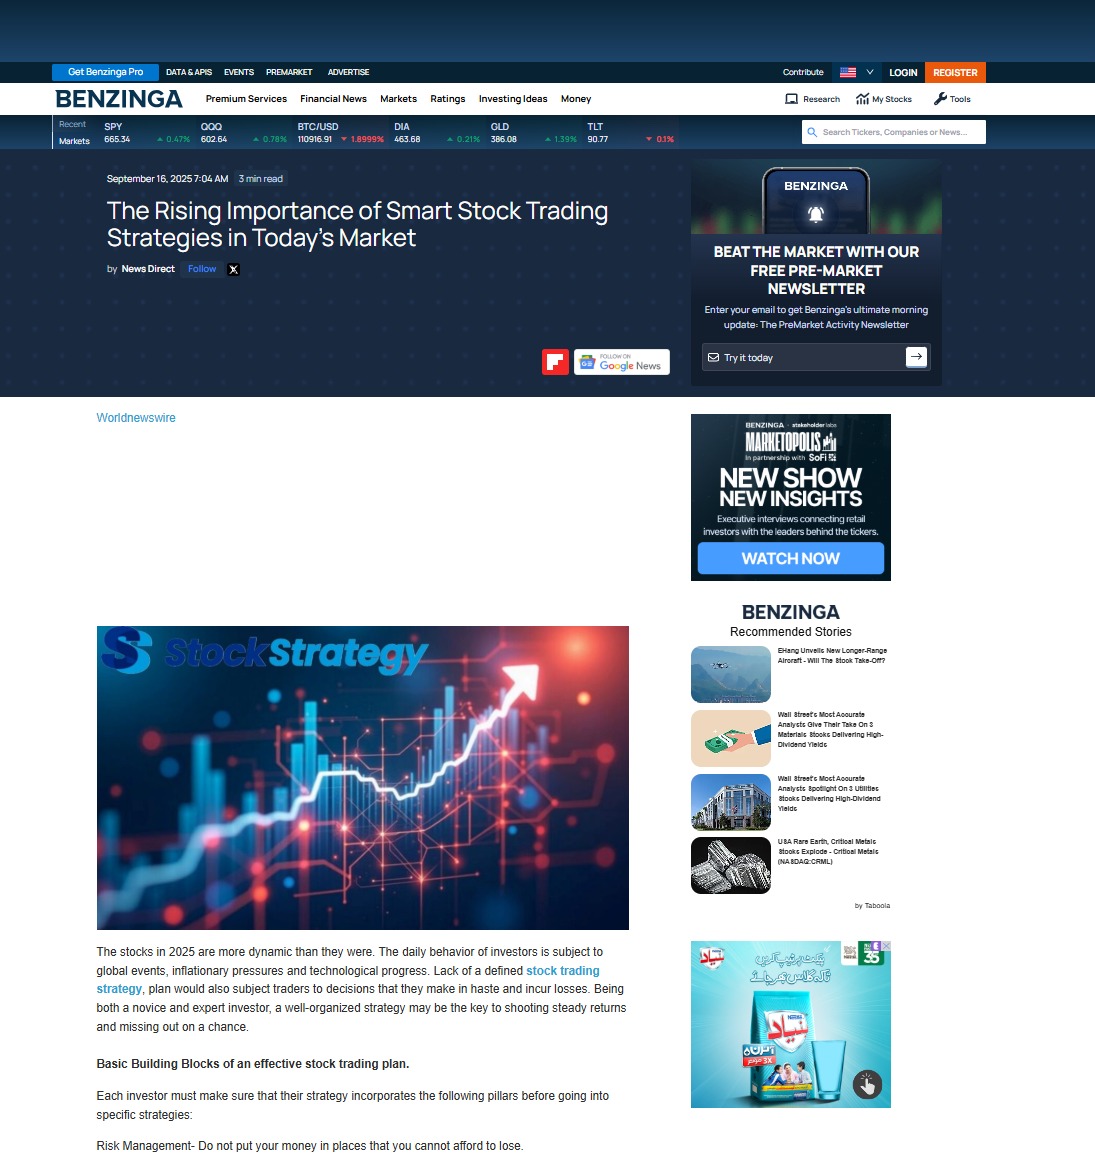 Get Benzinga Pro DATA & APIS EVENTS PREMARKET ADVERTISE Contribute LOGIN REGISTER
BENZINGA Premium Services Financial News Markets Ratings Investing Ideas Money Research My Stocks Tools
Recent
Markets
SPY
665.34 0.47%
QQQ
602.64 0.78%
BTC/USD
110916.91 1.8999%
DIA
463.68 0.21%
GLD
386.08 1.39%
TLT
90.77 0.1%
Search Tickers, Companies or News...
September 16, 2025 7:04 AM 3 min read
The Rising Importance of Smart Stock Trading
Strategies in Today's Market
by News Direct Follow X
FOLLOW ON
Google News
BENZINGA
BEAT THE MARKET WITH OUR
FREE PRE-MARKET
NEWSLETTER
Enter your email to get Benzinga's ultimate morning
update: The PreMarket Activity Newsletter
Try it today
Worldnewswire
StockStrategy
The stocks in 2025 are more dynamic than they were. The daily behavior of investors is subject to
global events, inflationary pressures and technological progress. Lack of a defined stock trading
strategy, plan would also subject traders to decisions that they make in haste and incur losses. Being
both a novice and expert investor, a well-organized strategy may be the key to shooting steady returns
and missing out on a chance.
Basic Building Blocks of an effective stock trading plan.
Each investor must make sure that their strategy incorporates the following pillars before going into
specific strategies:
Risk Management- Do not put your money in places that you cannot afford to lose.
BENZINGA + stakeholder labs
MARKETOPOLIS
In partnership with SoFi
NEW SHOW
NEW INSIGHTS
Executive interviews connecting retail
investors with the leaders behind the tickers.
WATCH NOW
BENZINGA
Recommended Stories
EHang Unveils New Longer-Range
Aircraft - Will The Stock Take-Off?
Wall Street's Most Accurate
Analysts Give Their Take On 3
Materials Stocks Delivering High-
Dividend Yields
Wall Street's Most Accurate
Analysts Spotlight On 3 Utilities
Stocks Delivering High-Dividend
Yields
USA Rare Earth, Critical Metals
Stocks Explode - Critical Metals
(NASDAQ:CRML)
by Taboola
بنیاد
35
Nestlé
بنیاد
آئرن
3X